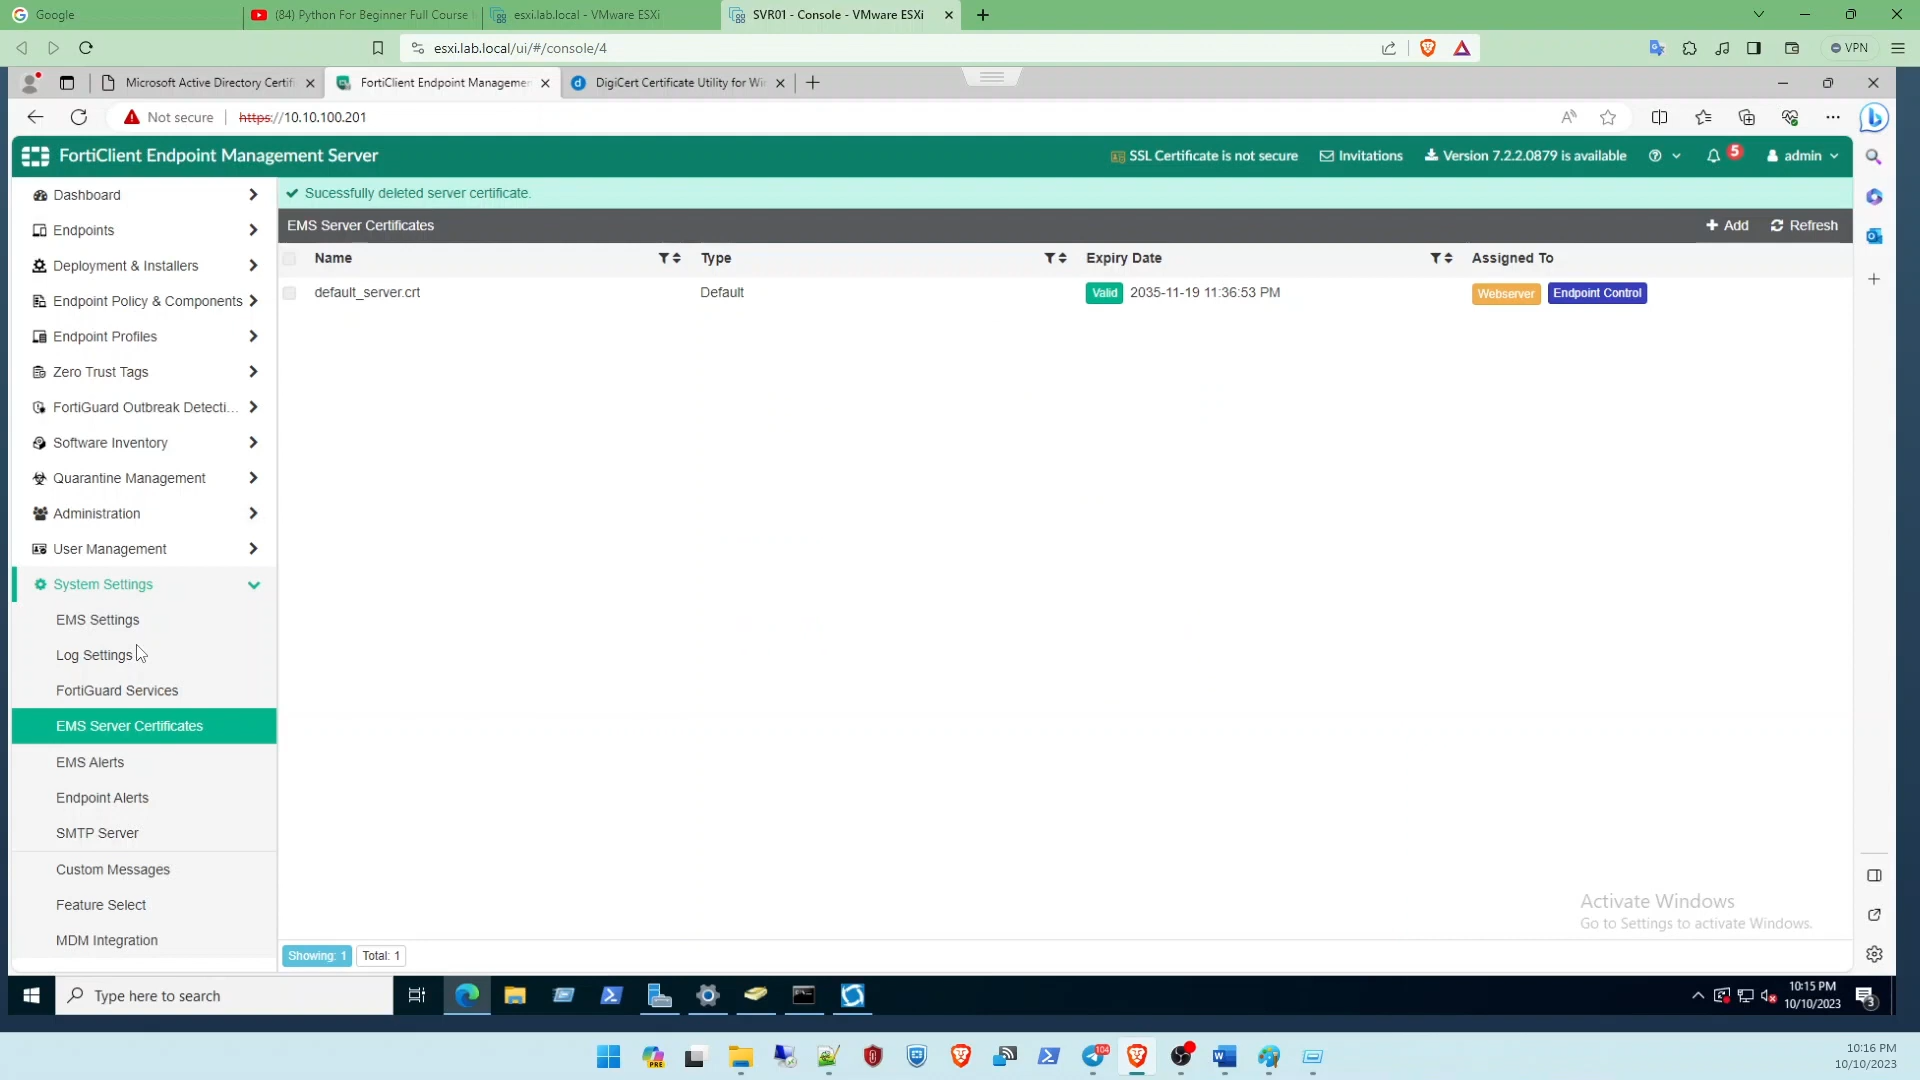 Google
(84) Python For Beginner Full Course
esxi.lab.local - VMware ESXi
SVR01 - Console - VMware ESXi
esxi.lab.local/ui/#/console/4
VPN
Microsoft Active Directory Certifi
FortiClient Endpoint Managemen
DigiCert Certificate Utility for Win
Not secure
https://10.10.100.201
FortiClient Endpoint Management Server
SSL Certificate is not secure
Invitations
Version 7.2.2.0879 is available
5
admin
Dashboard
Endpoints
Deployment & Installers
Endpoint Policy & Components
Endpoint Profiles
Zero Trust Tags
FortiGuard Outbreak Detecti...
Software Inventory
Quarantine Management
Administration
User Management
System Settings
EMS Settings
Log Settings
FortiGuard Services
EMS Server Certificates
EMS Alerts
Endpoint Alerts
SMTP Server
Custom Messages
Feature Select
MDM Integration
Sucessfully deleted server certificate.
EMS Server Certificates
Add
Refresh
Name
Type
Expiry Date
Assigned To
default_server.crt
Default
Valid
2035-11-19 11:36:53 PM
Webserver
Endpoint Control
Activate Windows
Go to Settings to activate Windows.
Showing: 1
Total: 1
Type here to search
10:15 PM
10/10/2023
3
PRE
104
10:16 PM
10/10/2023